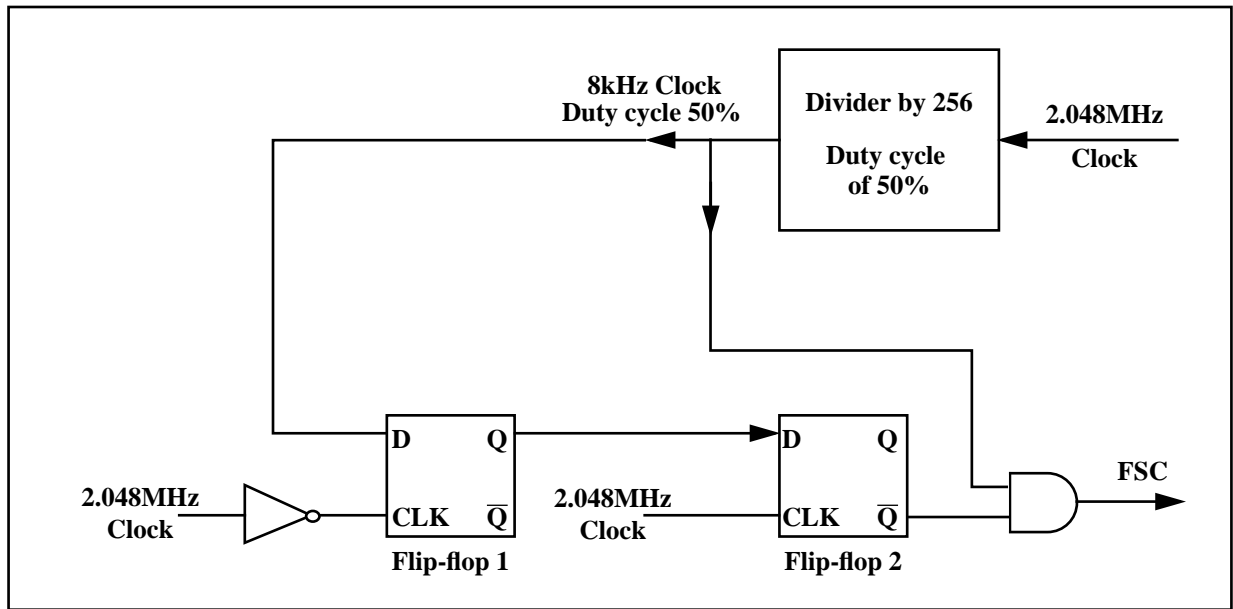 8kHz Clock
Duty cycle 50%
Divider by 256
Duty cycle
of 50%
2.048MHz
Clock
D
Q
CLK
Q̅
Flip-flop 1
2.048MHz
Clock
D
Q
CLK
Q̅
Flip-flop 2
2.048MHz
Clock
FSC